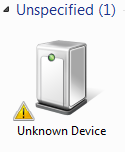 Unspecified (1)
Unknown Device